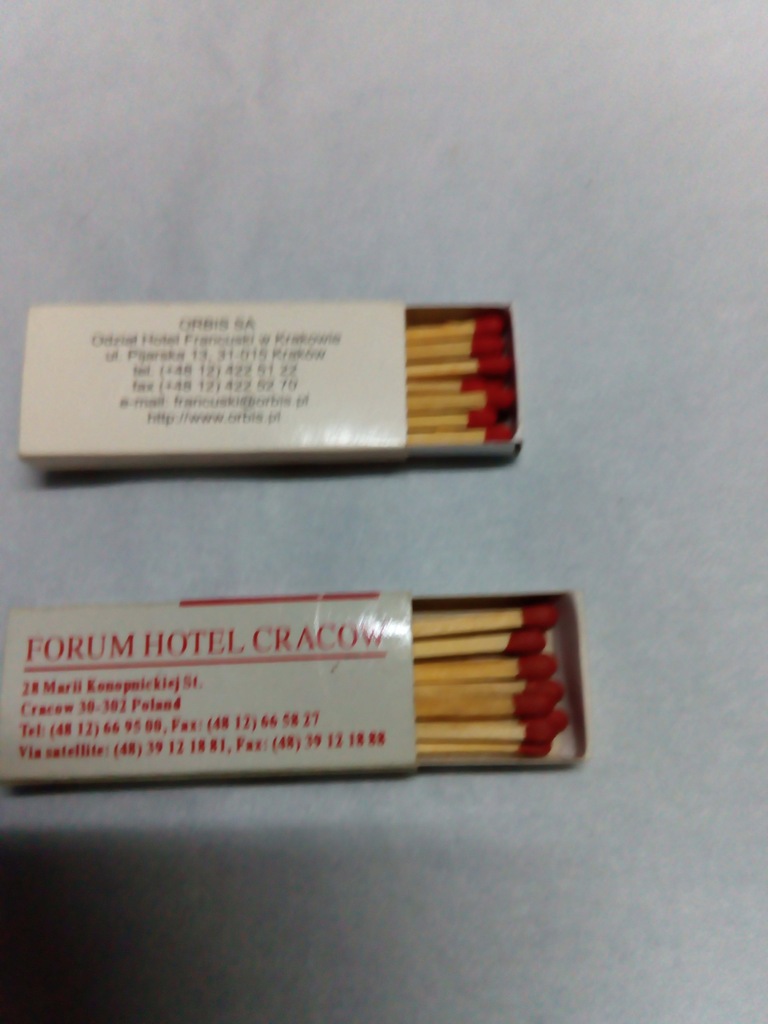 ORBIS SA
Odział Hotel Francuski w Krakowie
ul. Pijarska 13, 31-015 Kraków
tel. (+48 12) 422 51 22
fax (+48 12) 422 52 70
e-mail: francuski@orbis.pl
http://www.orbis.pl
FORUM HOTEL CRACOW
28 Marii Konopnickiej St.
Cracow 30-302 Poland
Tel: (48 12) 66 95 00, Fax: (48 12) 66 58 27
Via satellite: (48) 39 12 18 81, Fax: (48) 39 12 18 88